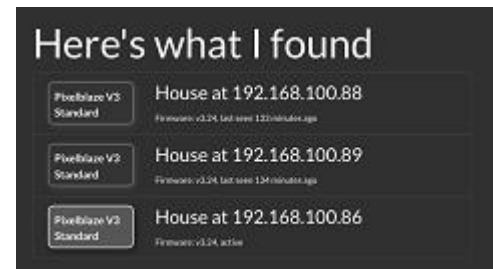 Here's what I found
Pixelblaze V3
Standard
House at 192.168.100.88
Firmware: v3.24, last seen 133 minutes ago
Pixelblaze V3
Standard
House at 192.168.100.89
Firmware: v3.24, last seen 134 minutes ago
Pixelblaze V3
Standard
House at 192.168.100.86
Firmware: v3.24, active